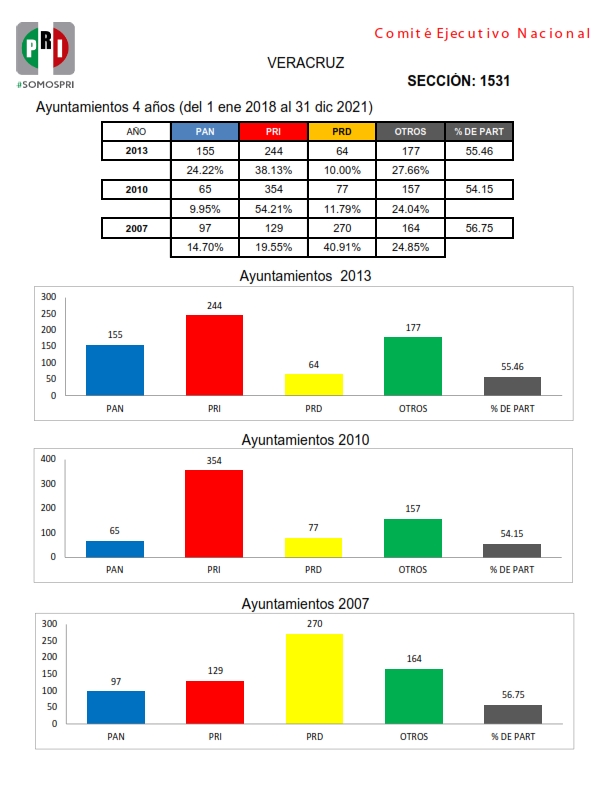 Comité Ejecutivo Nacional
PRI
#SOMOSPRI
VERACRUZ
SECCIÓN: 1531
Ayuntamientos 4 años (del 1 ene 2018 al 31 dic 2021)
AÑO PAN PRI PRD OTROS % DE PART
2013 155 244 64 177 55.46
24.22% 38.13% 10.00% 27.66%
2010 65 354 77 157 54.15
9.95% 54.21% 11.79% 24.04%
2007 97 129 270 164 56.75
14.70% 19.55% 40.91% 24.85%
Ayuntamientos 2013
300
250
200
150
100
50
0
155 244 64 177 55.46
PAN PRI PRD OTROS % DE PART
Ayuntamientos 2010
400
300
200
100
0
65 354 77 157 54.15
PAN PRI PRD OTROS % DE PART
Ayuntamientos 2007
300
250
200
150
100
50
0
97 129 270 164 56.75
PAN PRI PRD OTROS % DE PART